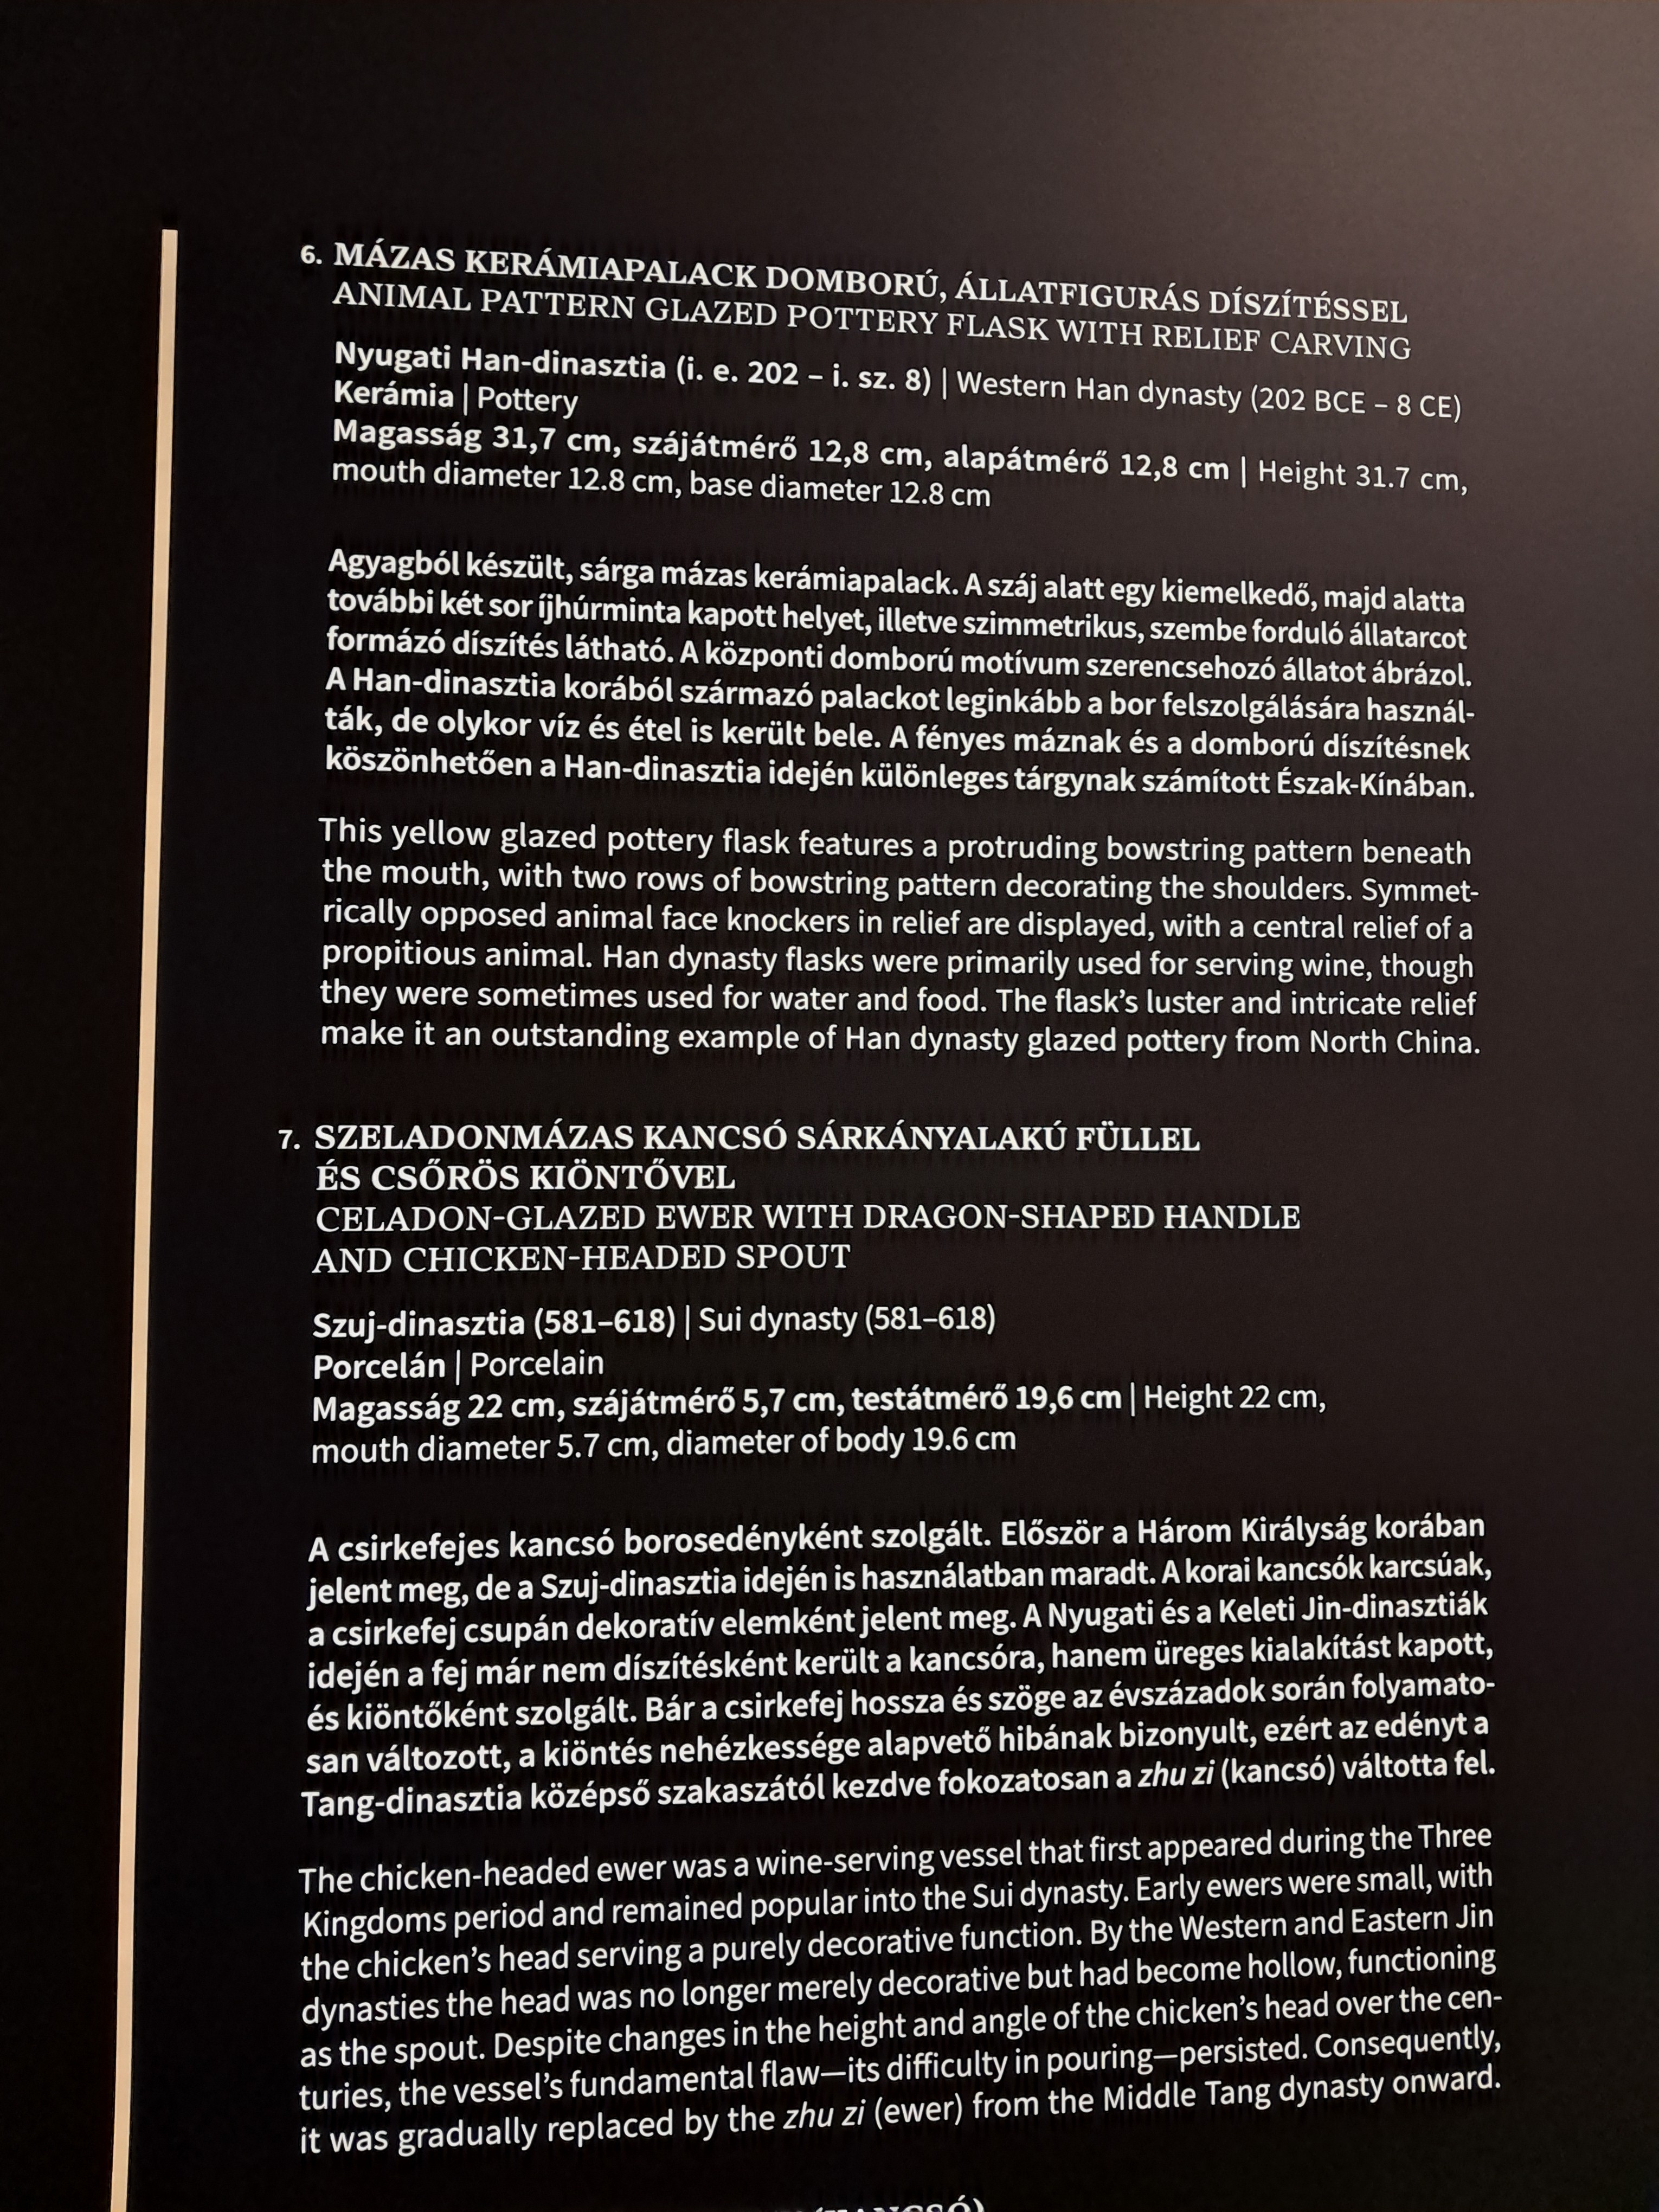 6. MÁZAS KERÁMIAPALACK DOMBORÚ, ÁLLATFIGURÁS DÍSZÍTÉSSEL
ANIMAL PATTERN GLAZED POTTERY FLASK WITH RELIEF CARVING
Nyugati Han-dinasztia (i. e. 202 – i. sz. 8) | Western Han dynasty (202 BCE – 8 CE)
Kerámia | Pottery
Magasság 31,7 cm, szájátmérő 12,8 cm, alapátmérő 12,8 cm | Height 31.7 cm,
mouth diameter 12.8 cm, base diameter 12.8 cm
Agyagból készült, sárga mázas kerámiapalack. A száj alatt egy kiemelkedő, majd alatta
további két sor íjhúrminta kapott helyet, illetve szimmetrikus, szembe forduló állatarcot
formázó díszítés látható. A központi domború motívum szerencsehozó állatot ábrázol.
A Han-dinasztia korából származó palackot leginkább a bor felszolgálására használ-
ták, de olykor víz és étel is került bele. A fényes máznak és a domború díszítésnek
köszönhetően a Han-dinasztia idején különleges tárgynak számított Észak-Kínában.
This yellow glazed pottery flask features a protruding bowstring pattern beneath
the mouth, with two rows of bowstring pattern decorating the shoulders. Symmet-
rically opposed animal face knockers in relief are displayed, with a central relief of a
propitious animal. Han dynasty flasks were primarily used for serving wine, though
they were sometimes used for water and food. The flask's luster and intricate relief
make it an outstanding example of Han dynasty glazed pottery from North China.
7. SZELADONMÁZAS KANCSÓ SÁRKÁNYALAKÚ FÜLLEL
ÉS CSŐRÖS KIÖNTŐVEL
CELADON-GLAZED EWER WITH DRAGON-SHAPED HANDLE
AND CHICKEN-HEADED SPOUT
Szuj-dinasztia (581–618) | Sui dynasty (581–618)
Porcelán | Porcelain
Magasság 22 cm, szájátmérő 5,7 cm, testátmérő 19,6 cm | Height 22 cm,
mouth diameter 5.7 cm, diameter of body 19.6 cm
A csirkefejes kancsó borosedényként szolgált. Először a Három Királyság korában
jelent meg, de a Szuj-dinasztia idején is használatban maradt. A korai kancsók karcsúak,
a csirkefej csupán dekoratív elemként jelent meg. A Nyugati és a Keleti Jin-dinasztiák
idején a fej már nem díszítésként került a kancsóra, hanem üreges kialakítást kapott,
és kiöntőként szolgált. Bár a csirkefej hossza és szöge az évszázadok során folyamato-
san változott, a kiöntés nehézkessége alapvető hibának bizonyult, ezért az edényt a
Tang-dinasztia középső szakaszától kezdve fokozatosan a zhu zi (kancsó) váltotta fel.
The chicken-headed ewer was a wine-serving vessel that first appeared during the Three
Kingdoms period and remained popular into the Sui dynasty. Early ewers were small, with
the chicken's head serving a purely decorative function. By the Western and Eastern Jin
dynasties the head was no longer merely decorative but had become hollow, functioning
as the spout. Despite changes in the height and angle of the chicken's head over the cen-
turies, the vessel's fundamental flaw—its difficulty in pouring—persisted. Consequently,
it was gradually replaced by the zhu zi (ewer) from the Middle Tang dynasty onward.